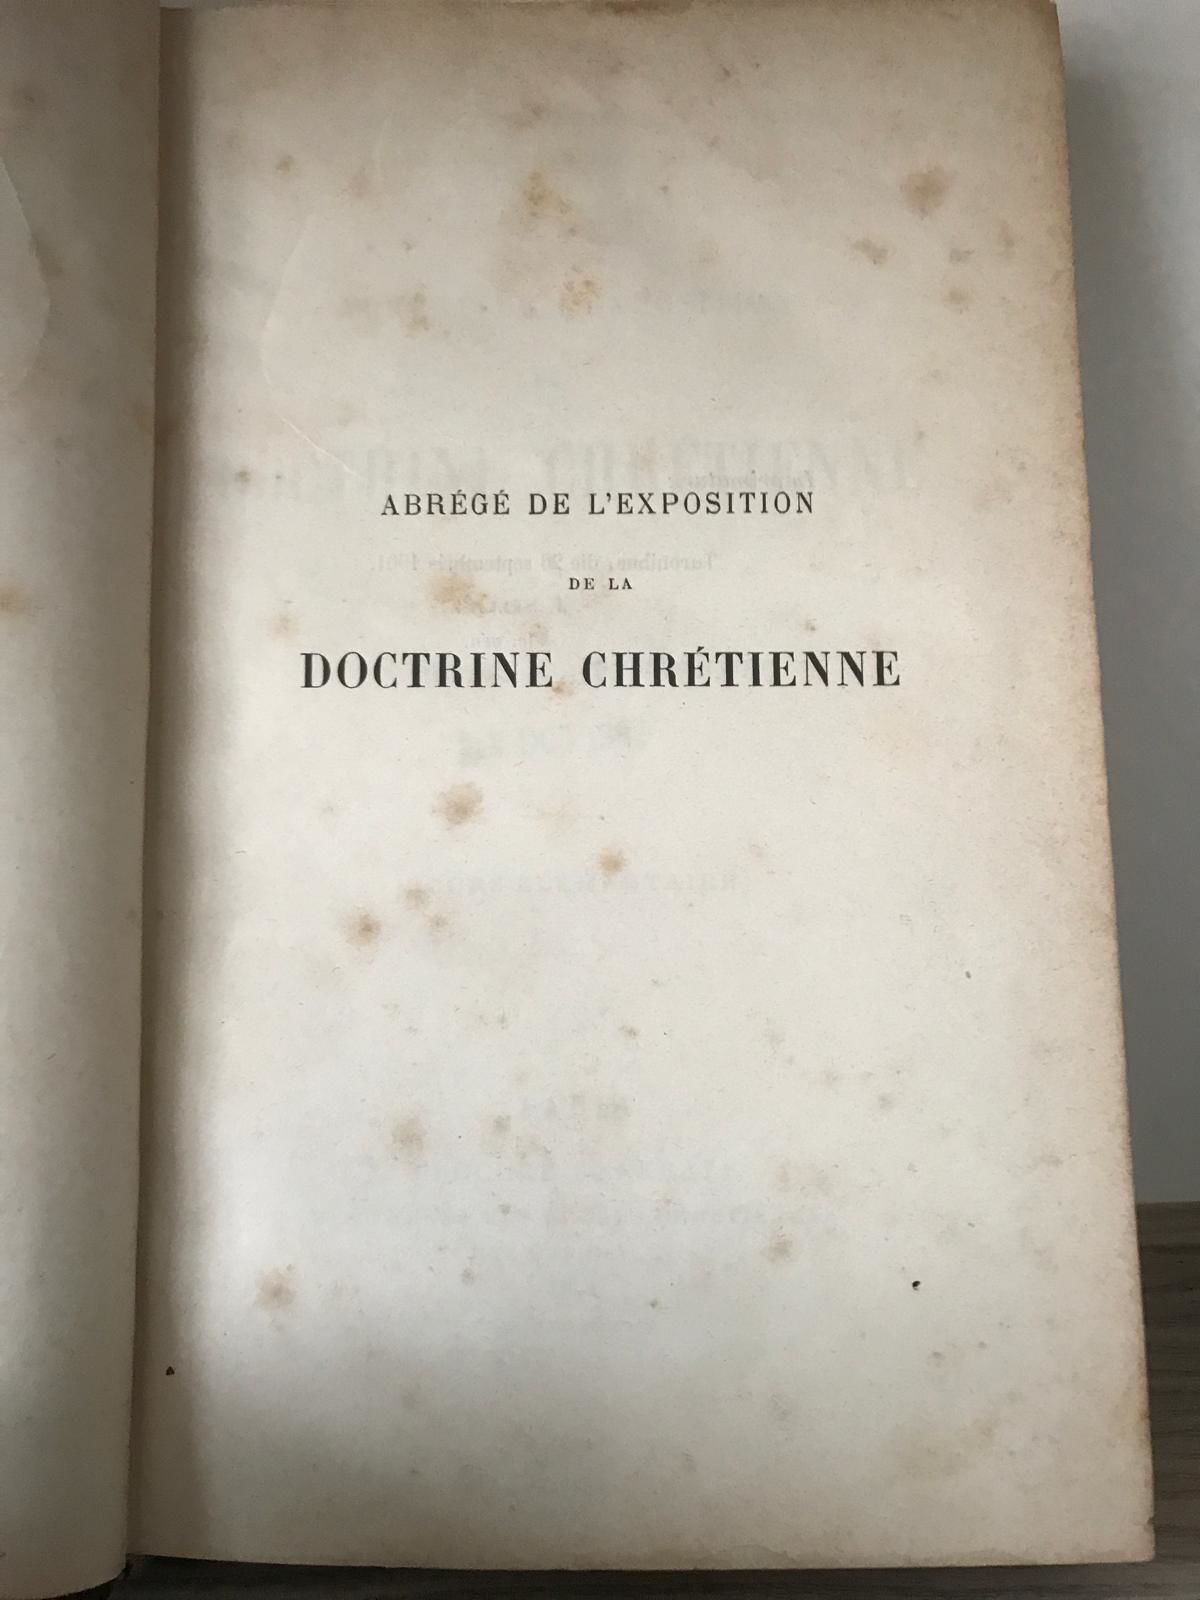 ABRÉGÉ DE L'EXPOSITION
DE LA
DOCTRINE CHRÉTIENNE